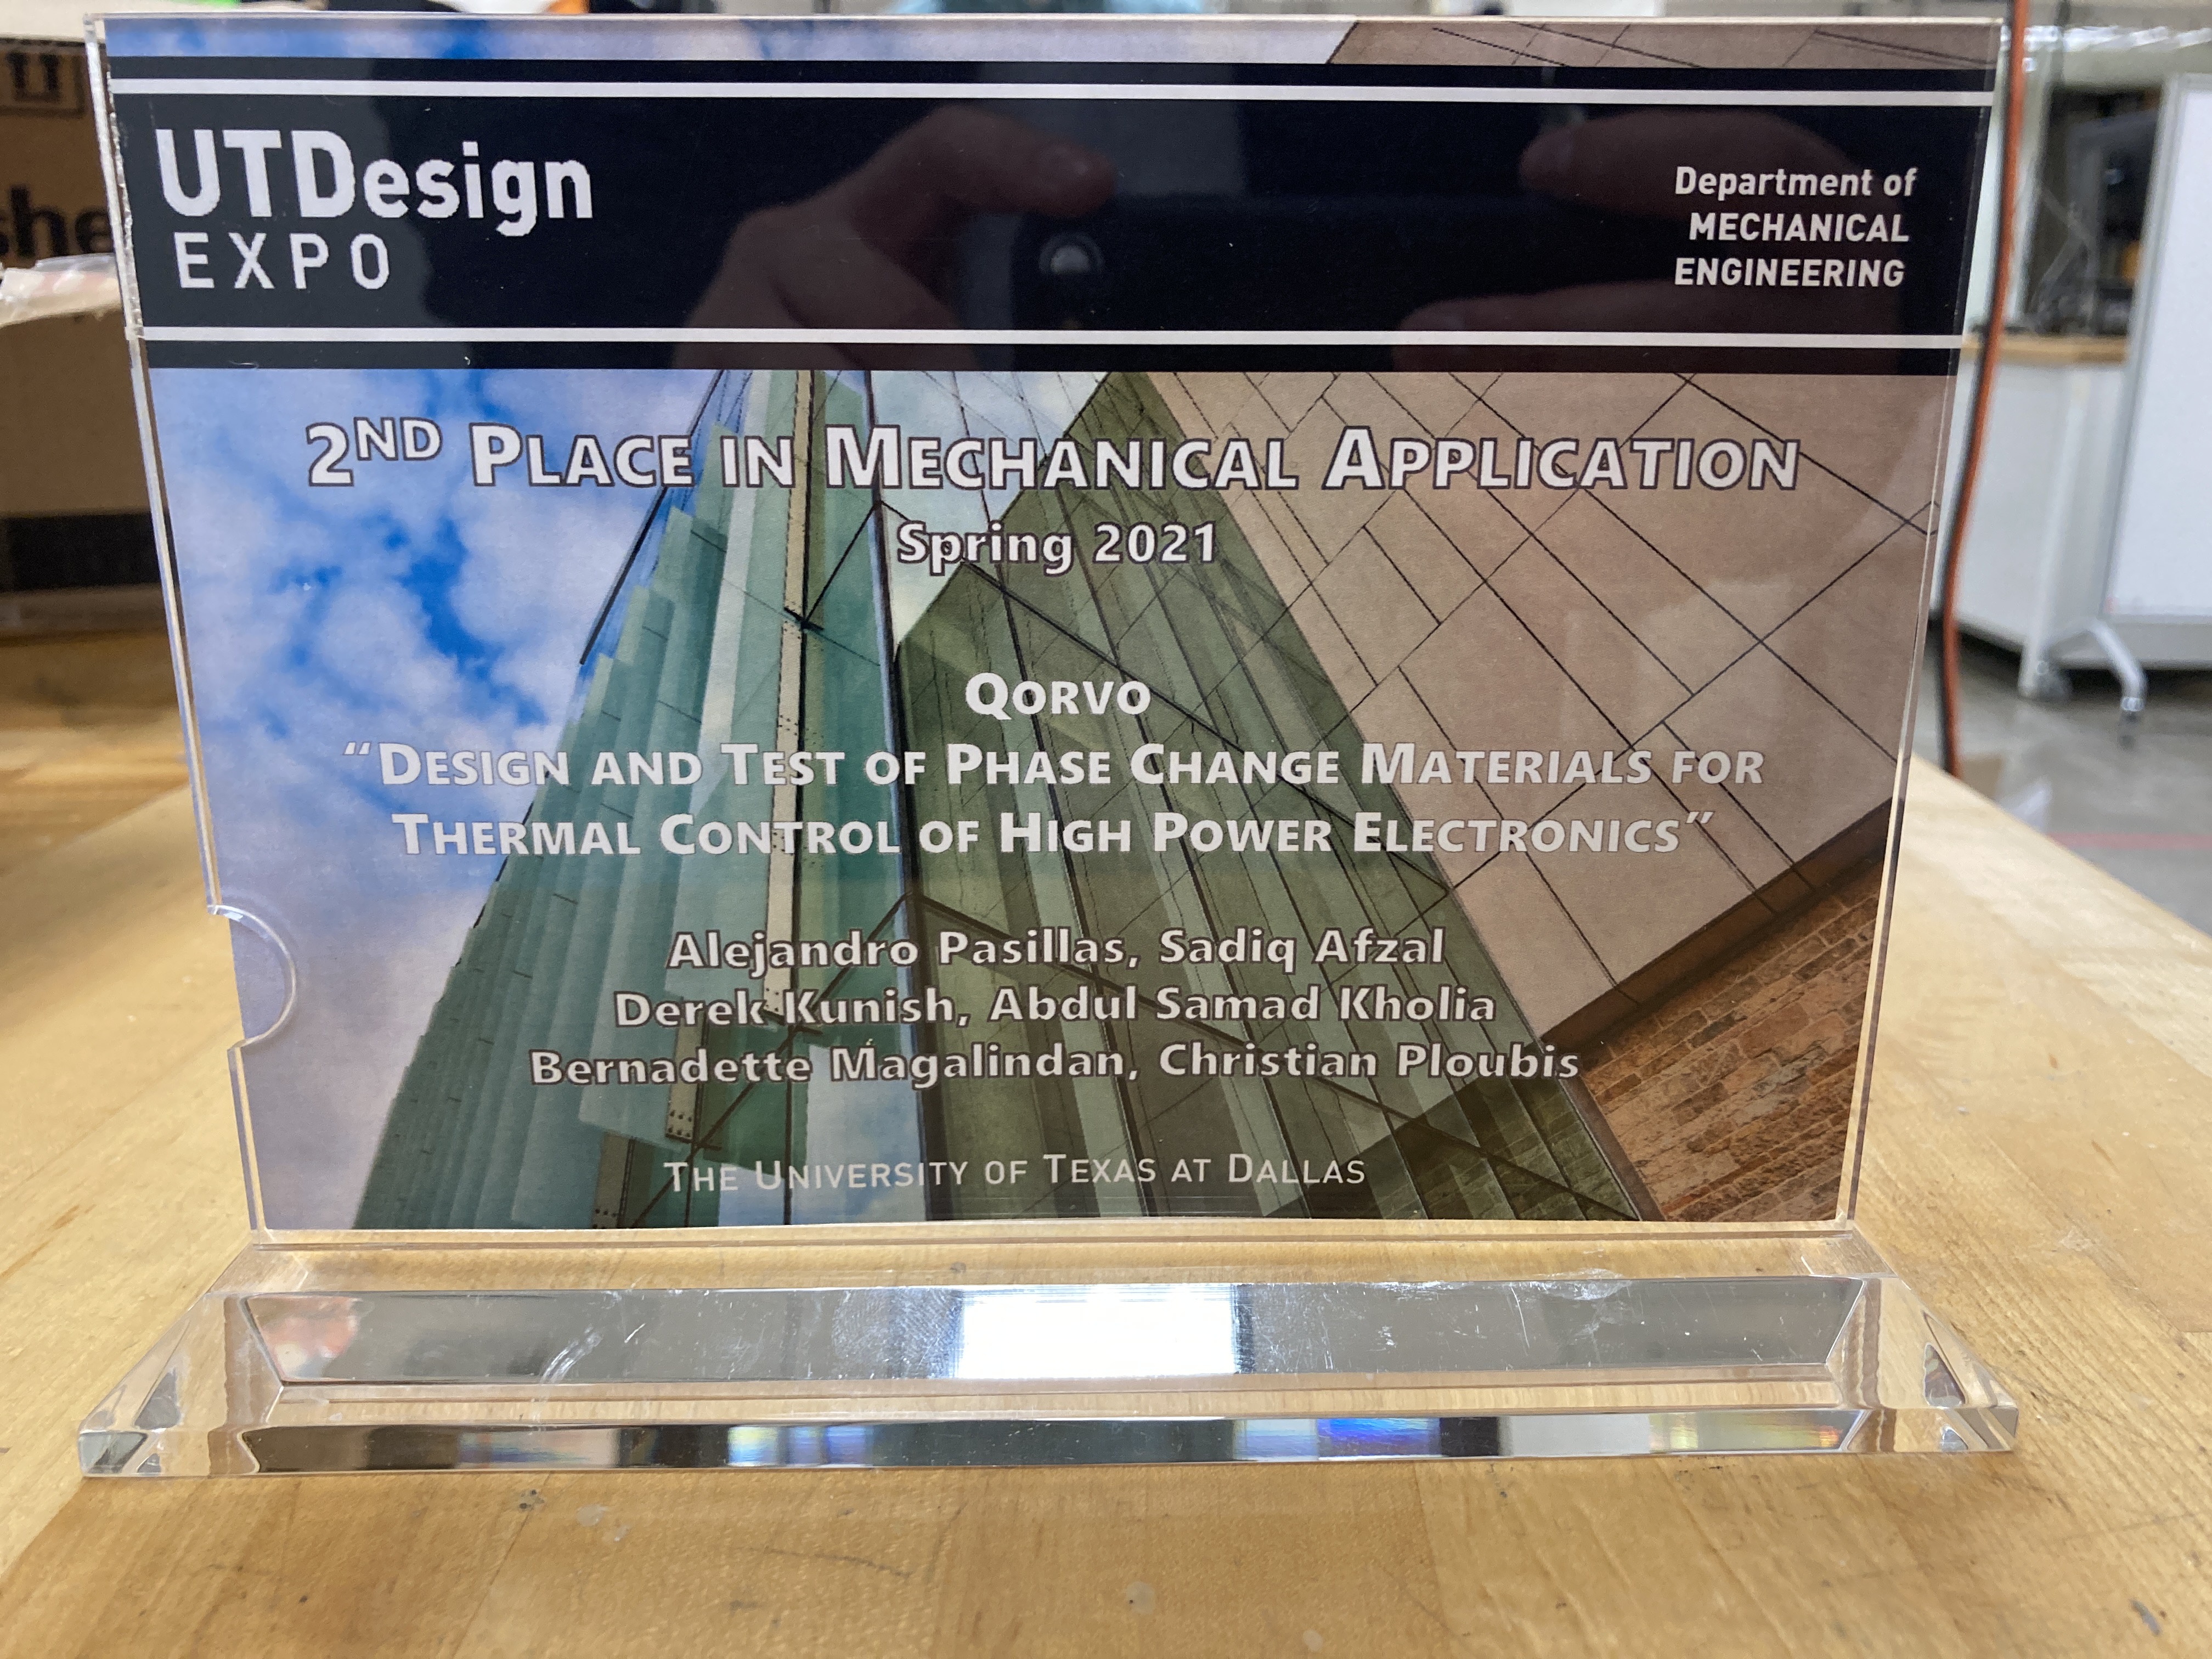 UTDesign
EXPO
Department of
MECHANICAL
ENGINEERING
2ND PLACE IN MECHANICAL APPLICATION
Spring 2021
QORVO
“DESIGN AND TEST OF PHASE CHANGE MATERIALS FOR
THERMAL CONTROL OF HIGH POWER ELECTRONICS”
Alejandro Pasillas, Sadiq Afzal
Derek Kunish, Abdul Samad Kholia
Bernadette Magalindan, Christian Ploubis
THE UNIVERSITY OF TEXAS AT DALLAS